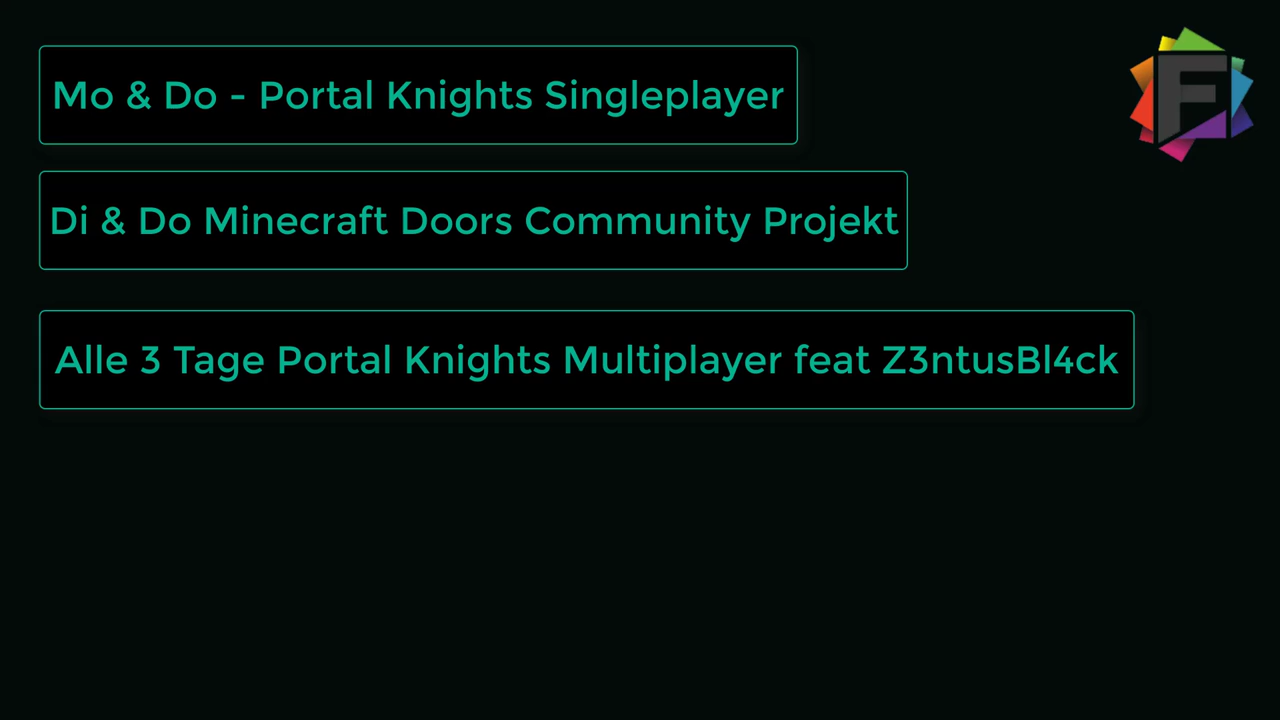 Mo & Do - Portal Knights Singleplayer
F
Di & Do Minecraft Doors Community Projekt
Alle 3 Tage Portal Knights Multiplayer feat Z3ntusBl4ck